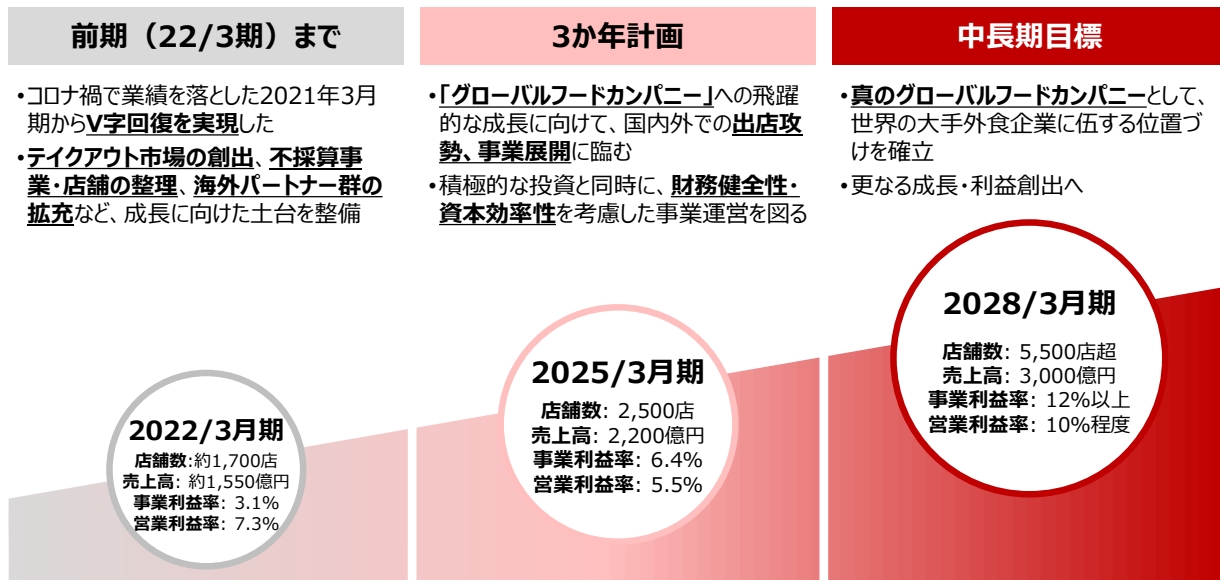 前期（22/3期）まで
•コロナ禍で業績を落とした2021年3月
期からV字回復を実現した
•テイクアウト市場の創出、不採算事
業・店舗の整理、海外パートナー群の
拡充など、成長に向けた土台を整備
2022/3月期
店舗数:約1,700店
売上高: 約1,550億円
事業利益率: 3.1%
営業利益率: 7.3%
3か年計画
•「グローバルフードカンパニー」への飛躍
的な成長に向けて、国内外での出店攻
勢、事業展開に臨む
•積極的な投資と同時に、財務健全性・
資本効率性を考慮した事業運営を図る
2025/3月期
店舗数: 2,500店
売上高: 2,200億円
事業利益率: 6.4%
営業利益率: 5.5%
中長期目標
•真のグローバルフードカンパニーとして、
世界の大手外食企業に伍する位置づ
けを確立
•更なる成長・利益創出へ
2028/3月期
店舗数: 5,500店超
売上高: 3,000億円
事業利益率: 12%以上
営業利益率: 10%程度